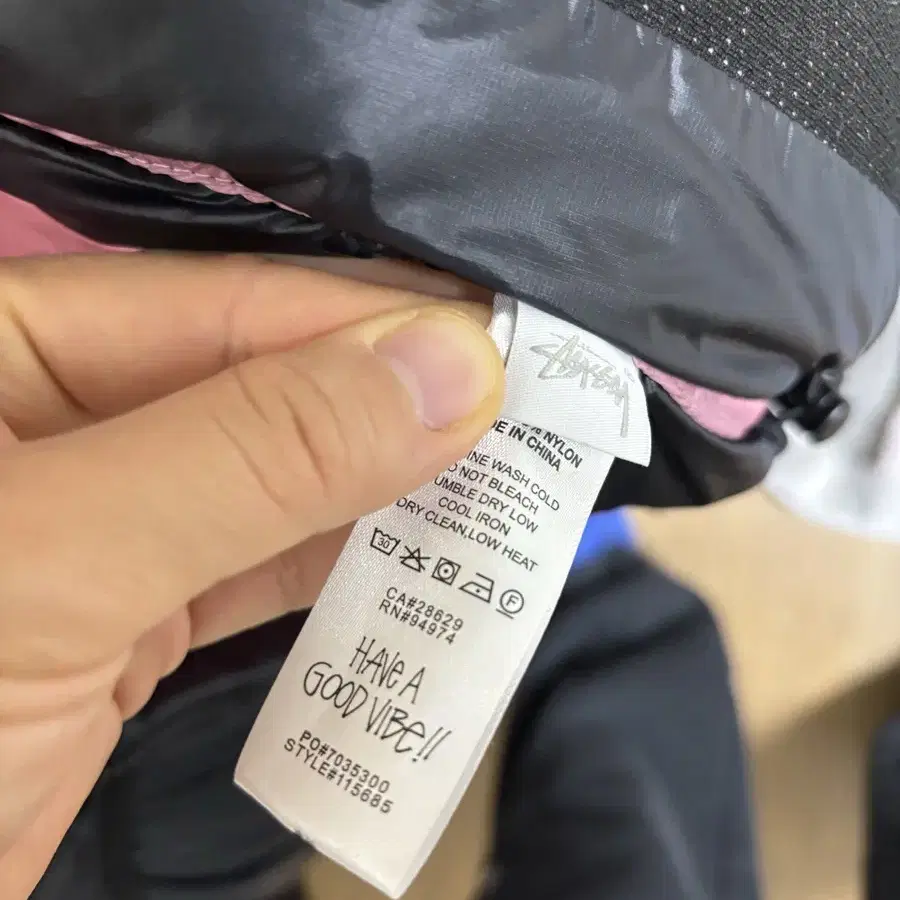 Stüssy
% NYLON
DE IN CHINA
INE WASH COLD
O NOT BLEACH
UMBLE DRY LOW
COOL IRON
DRY CLEAN,LOW HEAT
30
F
CA#28629
RN#94974
HAVE A
GOOD VIBE!!
PO#7035300
STYLE#115685